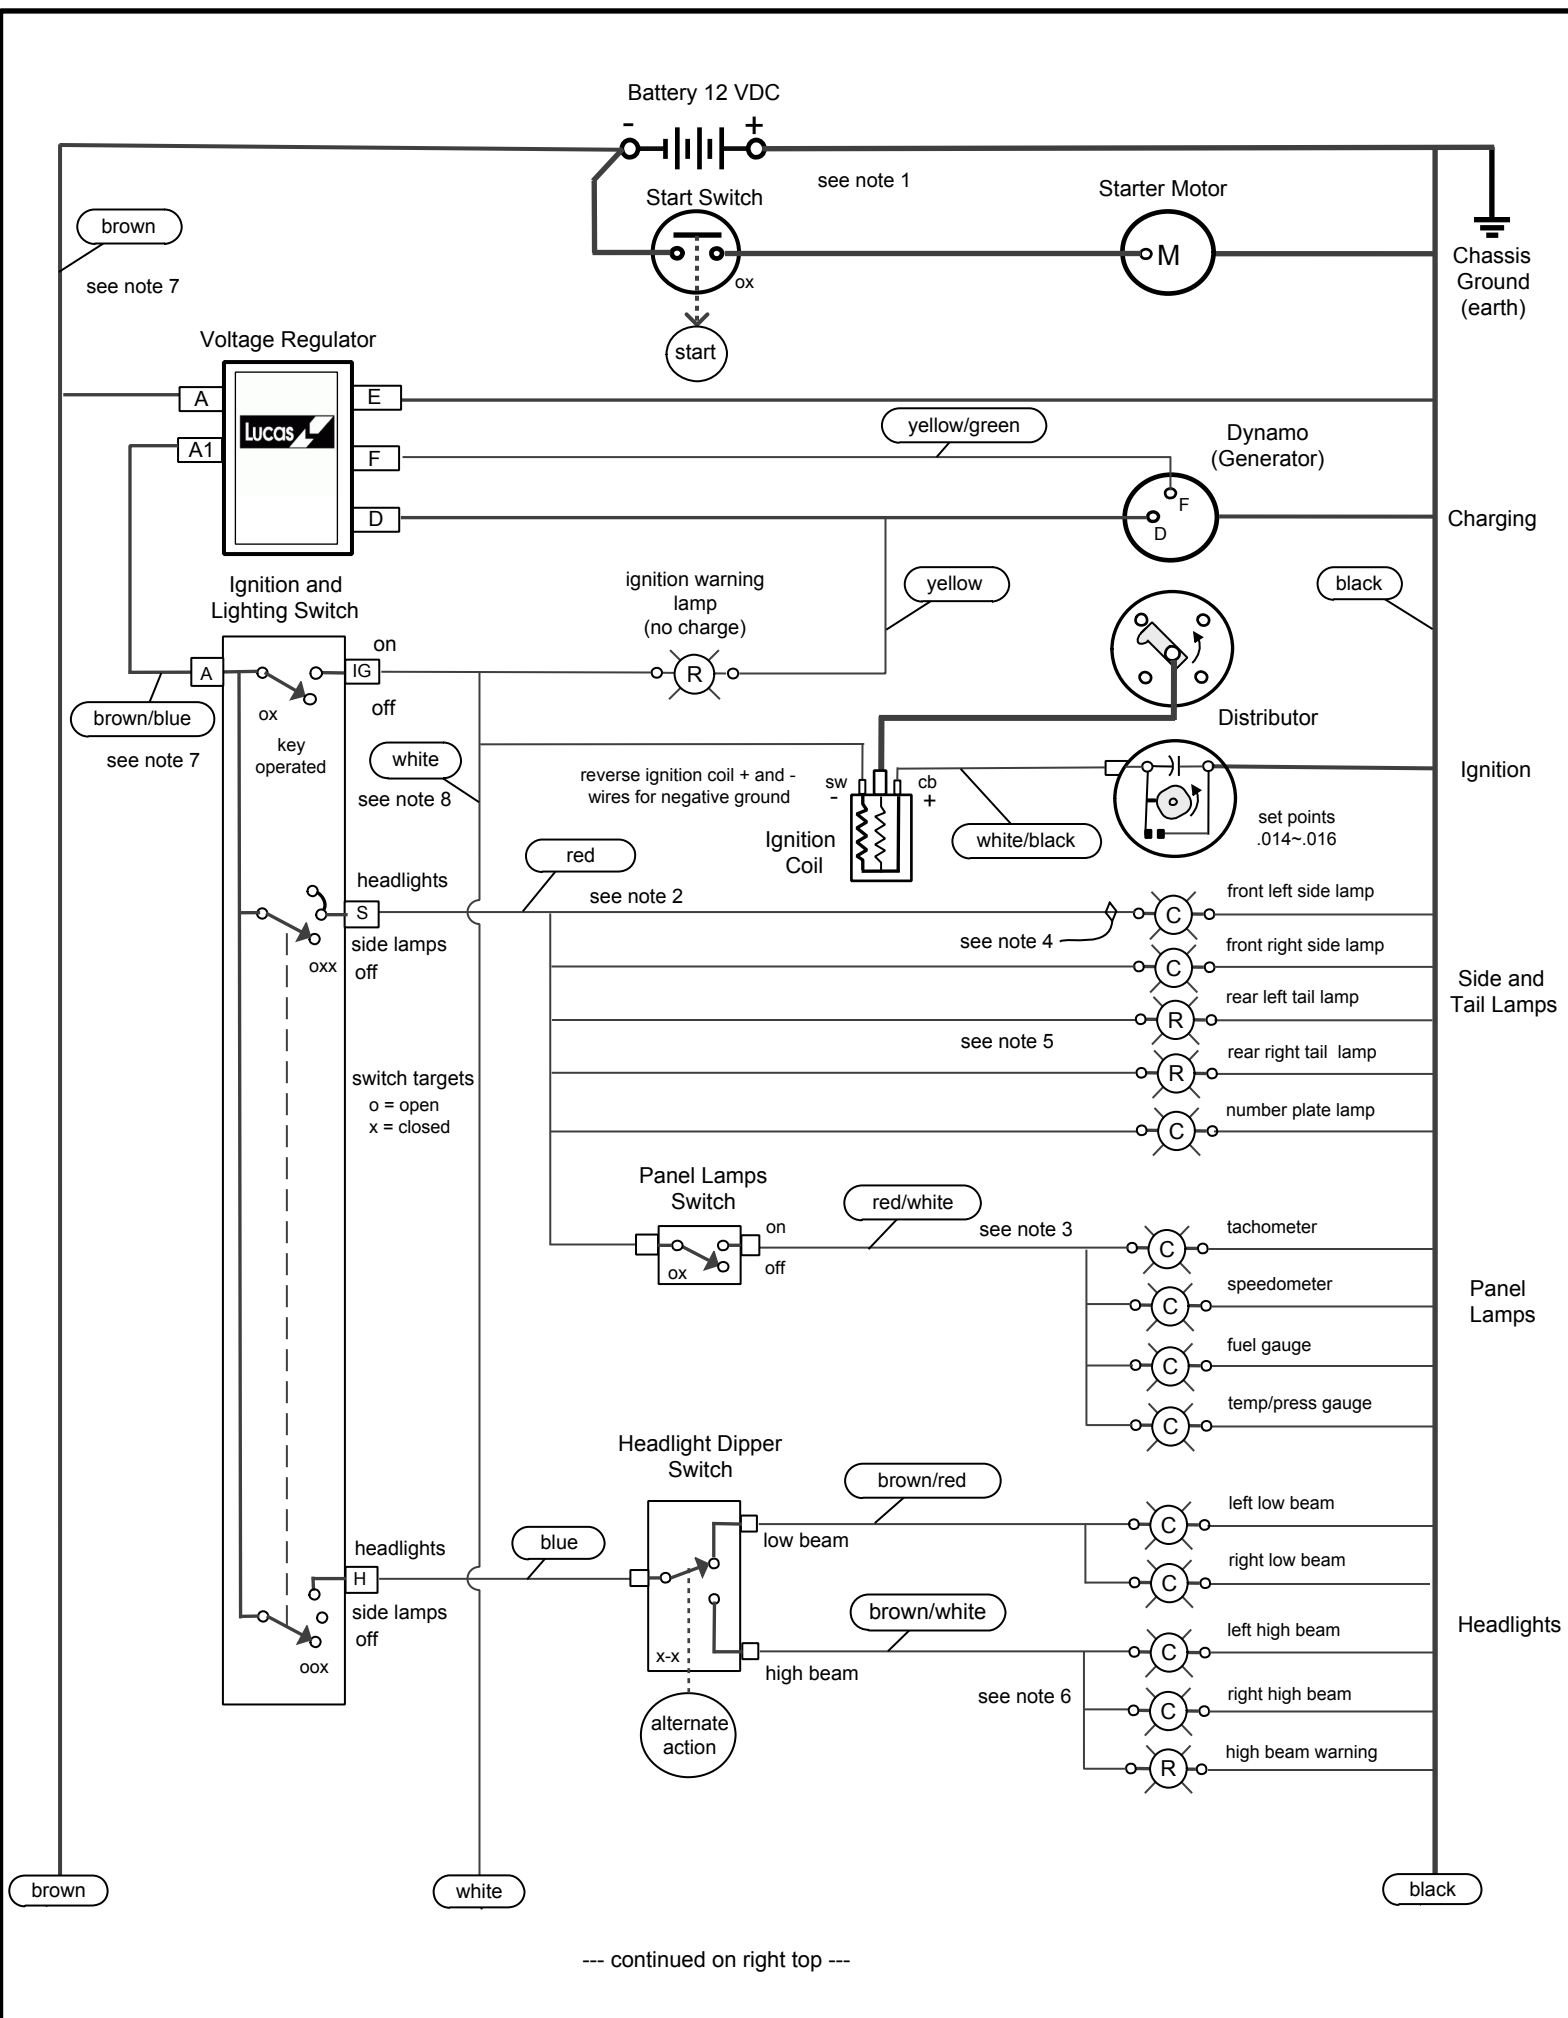 Battery 12 VDC
- +
see note 1
Start Switch
Starter Motor
brown
see note 7
ox
M
start
Chassis
Ground
(earth)
Voltage Regulator
A
E
Lucas
A1
F
D
yellow/green
Dynamo
(Generator)
F
D
Charging
Ignition and
Lighting Switch
on
A
IG
off
ox
key
operated
brown/blue
see note 7
ignition warning
lamp
(no charge)
R
yellow
black
Distributor
white
see note 8
reverse ignition coil + and -
wires for negative ground
sw
-
cb
+
Ignition
Coil
white/black
set points
.014~.016
Ignition
red
see note 2
headlights
S
side lamps
off
oxx
see note 4
C
front left side lamp
C
front right side lamp
R
rear left tail lamp
see note 5
R
rear right tail lamp
C
number plate lamp
Side and
Tail Lamps
switch targets
o = open
x = closed
Panel Lamps
Switch
on
off
ox
red/white
see note 3
C
tachometer
C
speedometer
C
fuel gauge
C
temp/press gauge
Panel
Lamps
Headlight Dipper
Switch
brown/red
low beam
headlights
H
side lamps
off
oox
blue
C
left low beam
C
right low beam
brown/white
x-x
high beam
alternate
action
see note 6
C
left high beam
C
right high beam
R
high beam warning
Headlights
brown
white
black
--- continued on right top ---